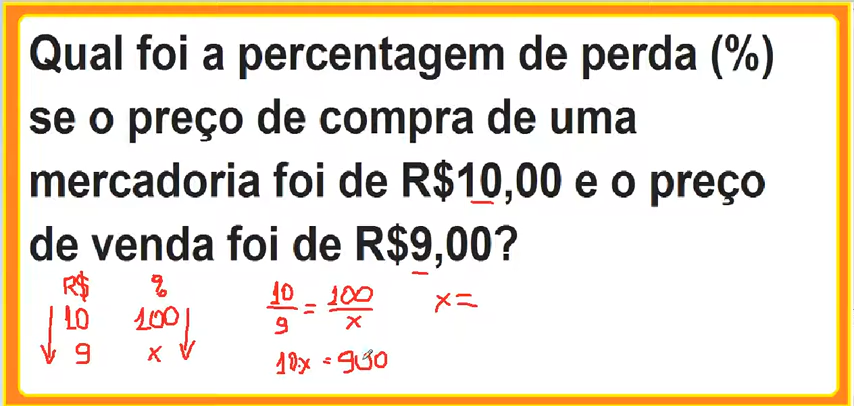 Qual foi a percentagem de perda (%)
se o preço de compra de uma
mercadoria foi de R$10,00 e o preço
de venda foi de R$9,00?
R$ %
10 100
9 x
10/9 = 100/x
10x = 900
x =